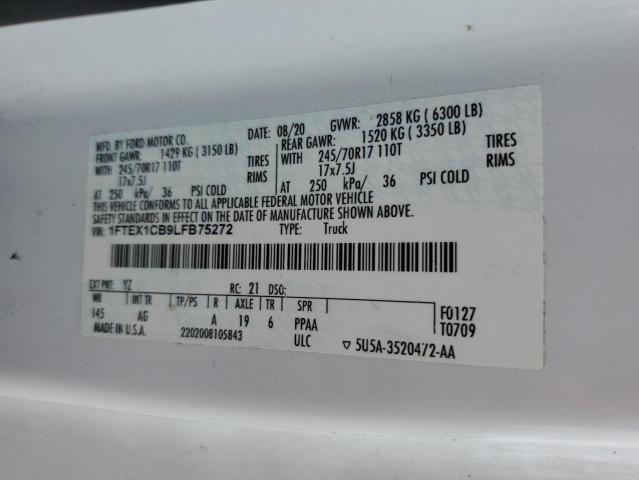 MFD. BY FORD MOTOR CO.
DATE: 08/20 GVWR: 2858 KG ( 6300 LB)
FRONT GAWR: 1429 KG ( 3150 LB) REAR GAWR: 1520 KG ( 3350 LB)
WITH 245/70R17 110T TIRES WITH 245/70R17 110T TIRES
17x7.5J RIMS 17x7.5J RIMS
AT 250 kPa/ 36 PSI COLD AT 250 kPa/ 36 PSI COLD
THIS VEHICLE CONFORMS TO ALL APPLICABLE FEDERAL MOTOR VEHICLE
SAFETY STANDARDS IN EFFECT ON THE DATE OF MANUFACTURE SHOWN ABOVE.
VIN: 1FTEX1CB9LFB75272 TYPE: Truck
EXT PNT: YZ RC: 21 DSO:
WB INT TR TP/PS R AXLE TR SPR
145 AG A 19 6 PPAA
F0127
T0709
MADE IN U.S.A. 2202008105843 ULC ▽ 5U5A-3520472-AA